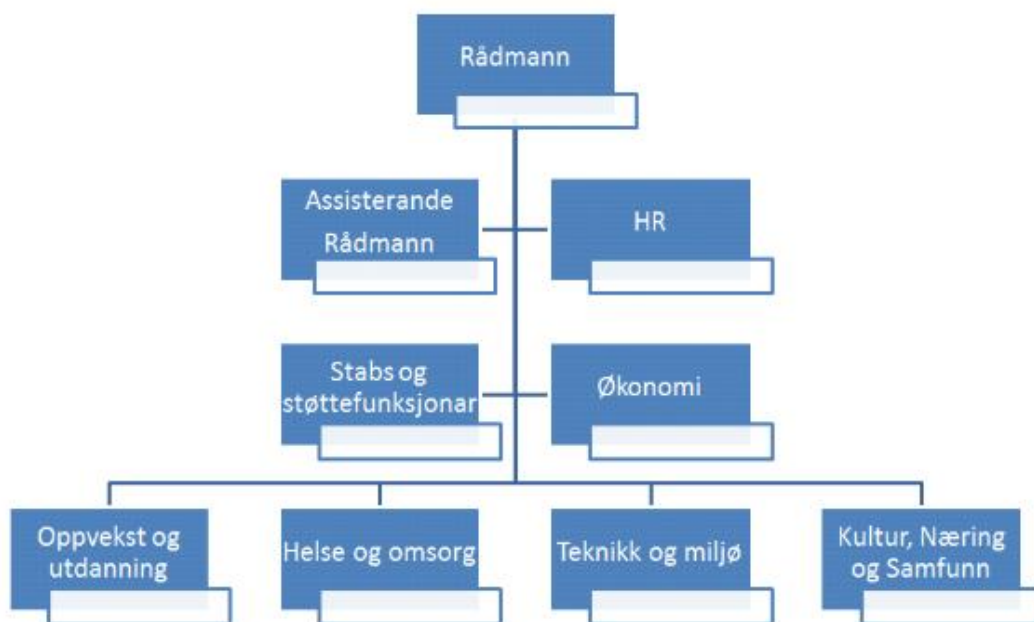 Rådmann
Assisterande
Rådmann
HR
Stabs og
støttefunksjonar
Økonomi
Oppvekst og
utdanning
Helse og omsorg
Teknikk og miljø
Kultur, Næring
og Samfunn